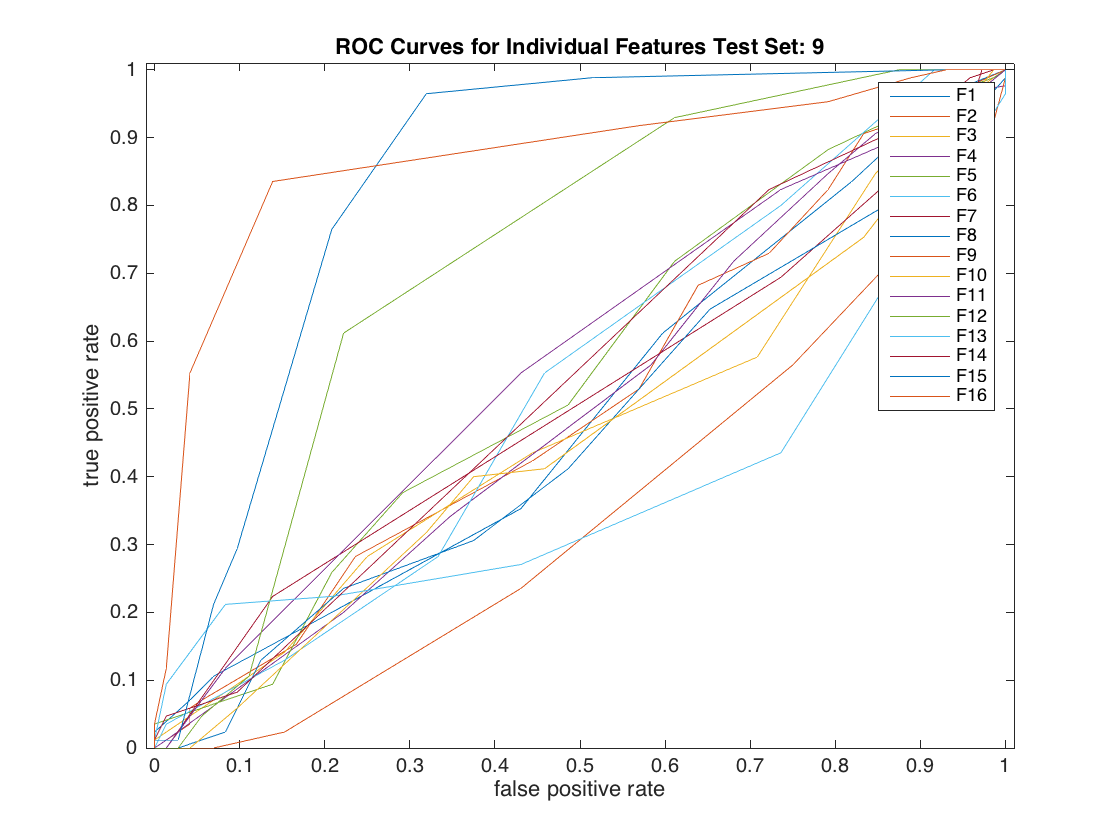 ROC Curves for Individual Features Test Set: 9
1
0.9
0.8
0.7
0.6
0.5
0.4
0.3
0.2
0.1
0
true positive rate
F1
F2
F3
F4
F5
F6
F7
F8
F9
F10
F11
F12
F13
F14
F15
F16
0 0.1 0.2 0.3 0.4 0.5 0.6 0.7 0.8 0.9 1
false positive rate